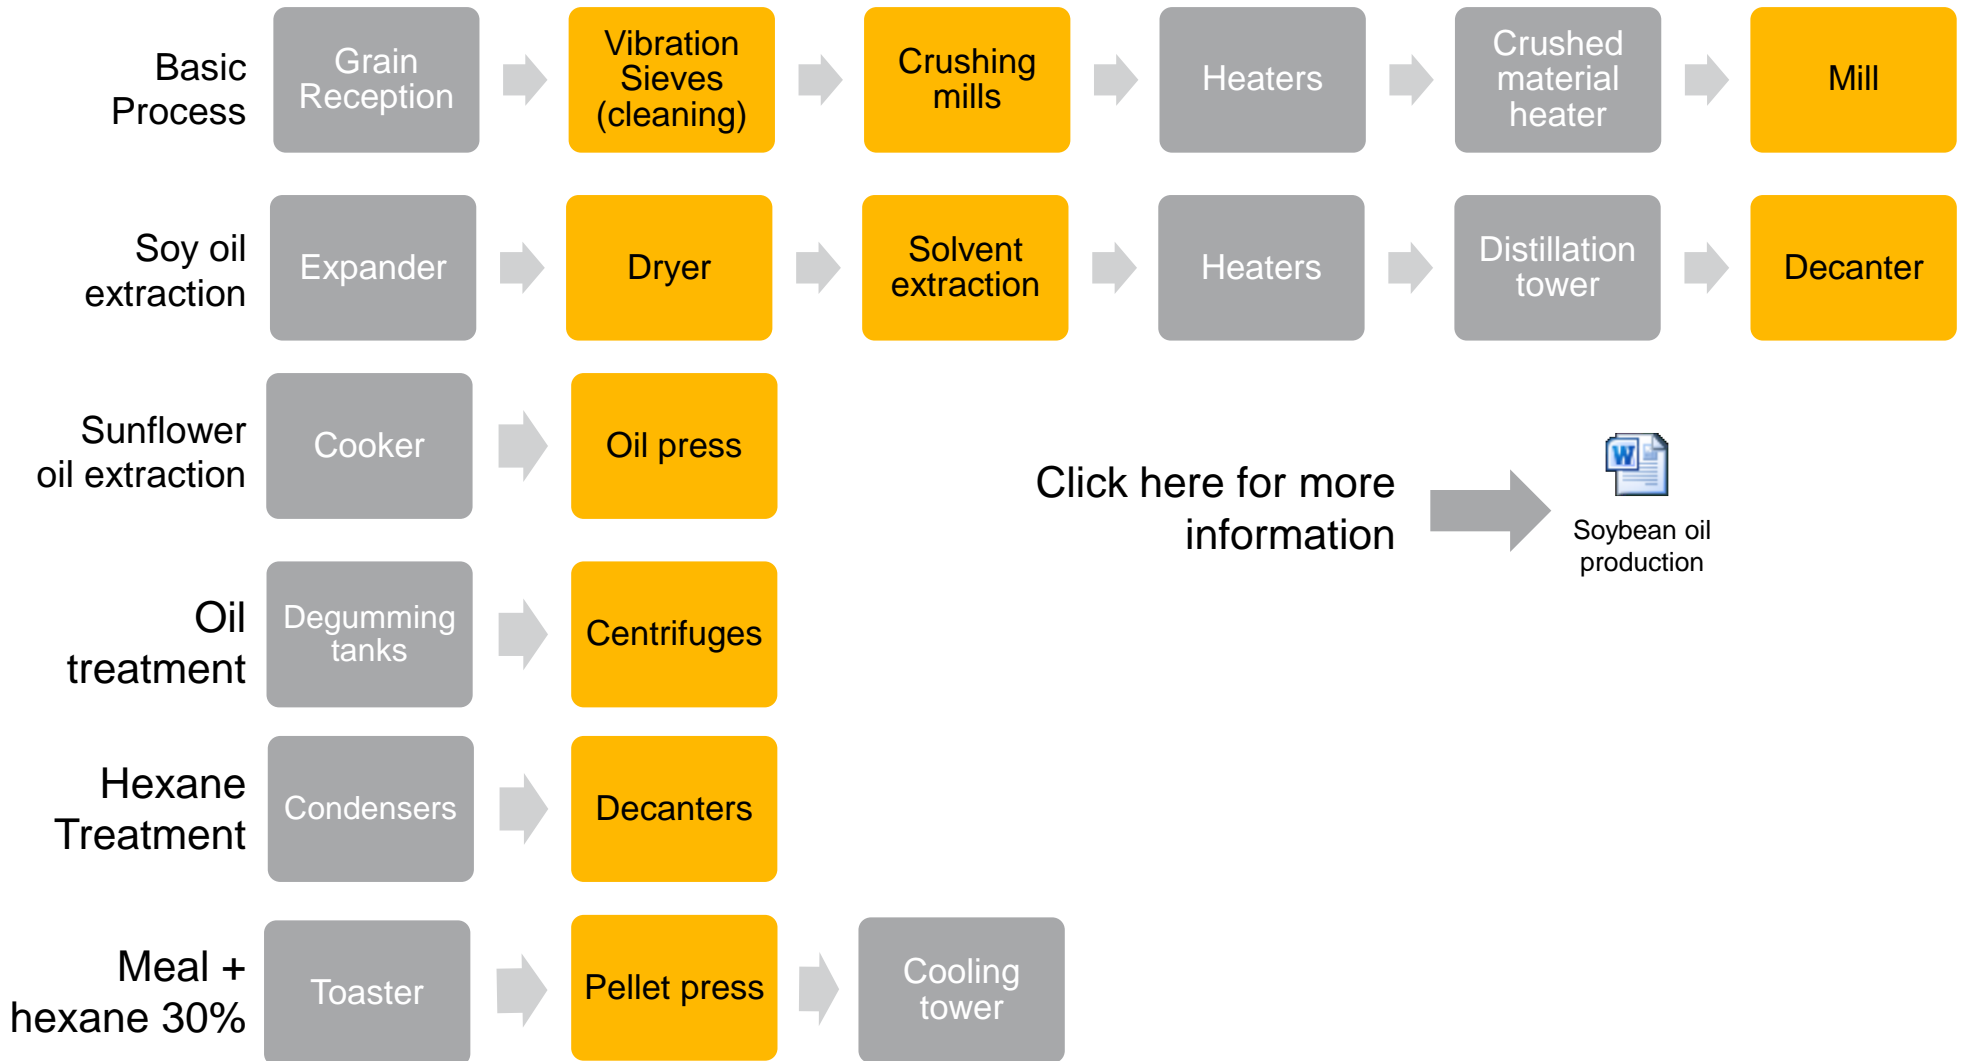 Basic
Process
Grain
Reception
Vibration
Sieves
(cleaning)
Crushing
mills
Heaters
Crushed
material
heater
Mill
Soy oil
extraction
Expander
Dryer
Solvent
extraction
Heaters
Distillation
tower
Decanter
Sunflower
oil extraction
Cooker
Oil press
Click here for more
information
W
Soybean oil
production
Oil
treatment
Degumming
tanks
Centrifuges
Hexane
Treatment
Condensers
Decanters
Meal +
hexane 30%
Toaster
Pellet press
Cooling
tower